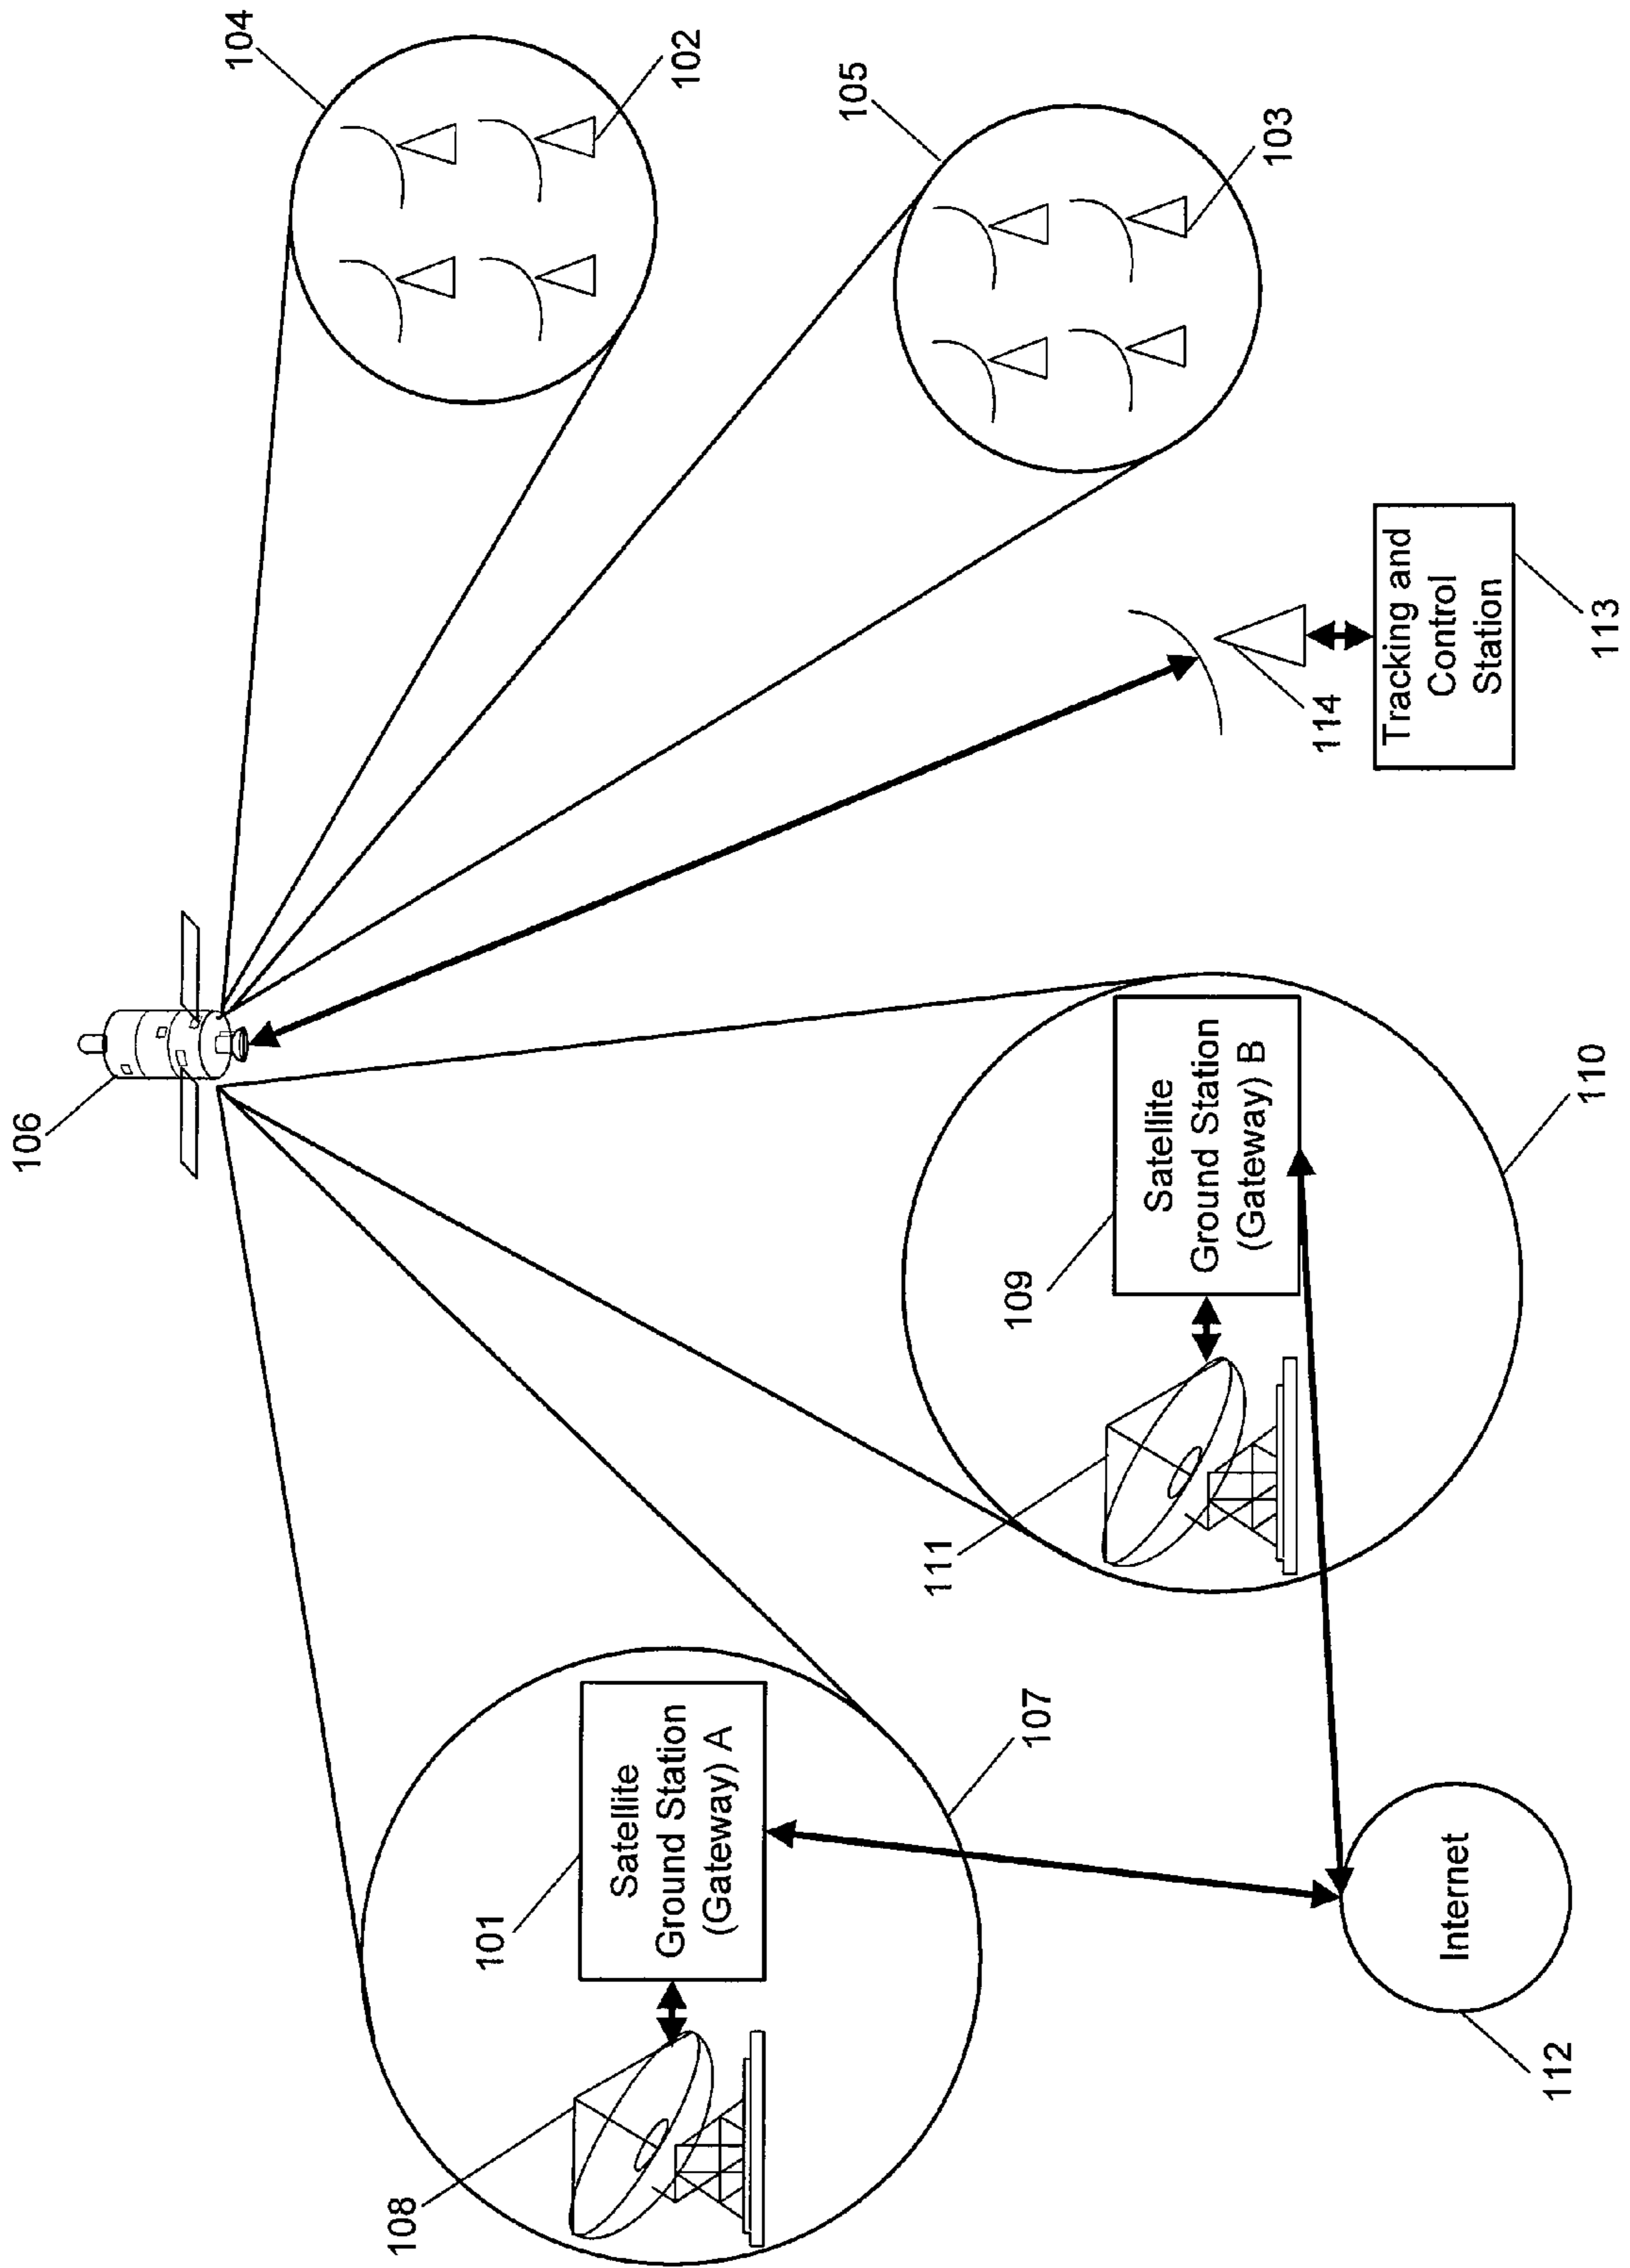 106
104
102
105
103
114
Tracking and
Control
Station
113
Satellite
Ground Station
(Gateway) B
109
110
111
Satellite
Ground Station
(Gateway) A
101
107
108
Internet
112